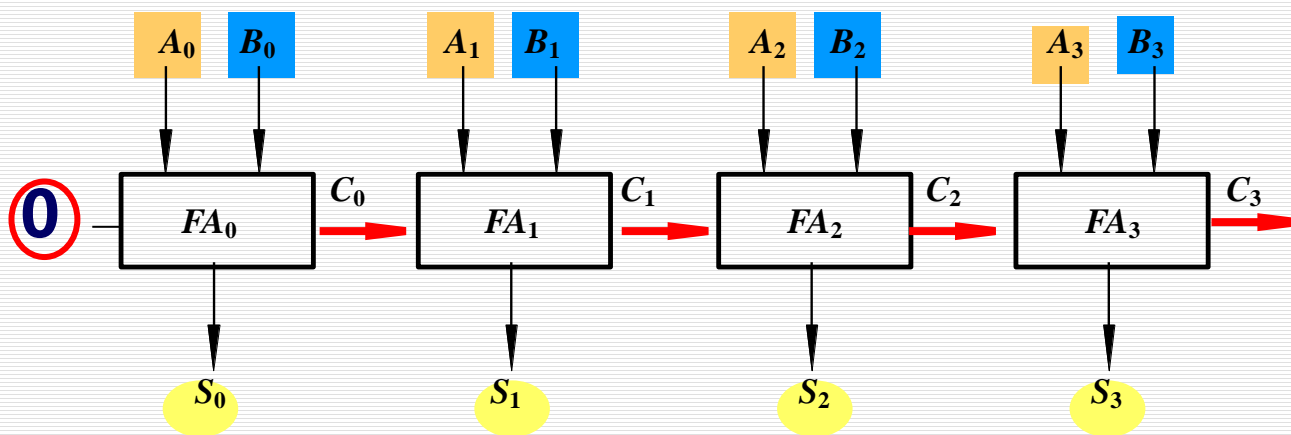 A₀ B₀ A₁ B₁ A₂ B₂ A₃ B₃
C₀ C₁ C₂ C₃
0 FA₀ FA₁ FA₂ FA₃
S₀ S₁ S₂ S₃